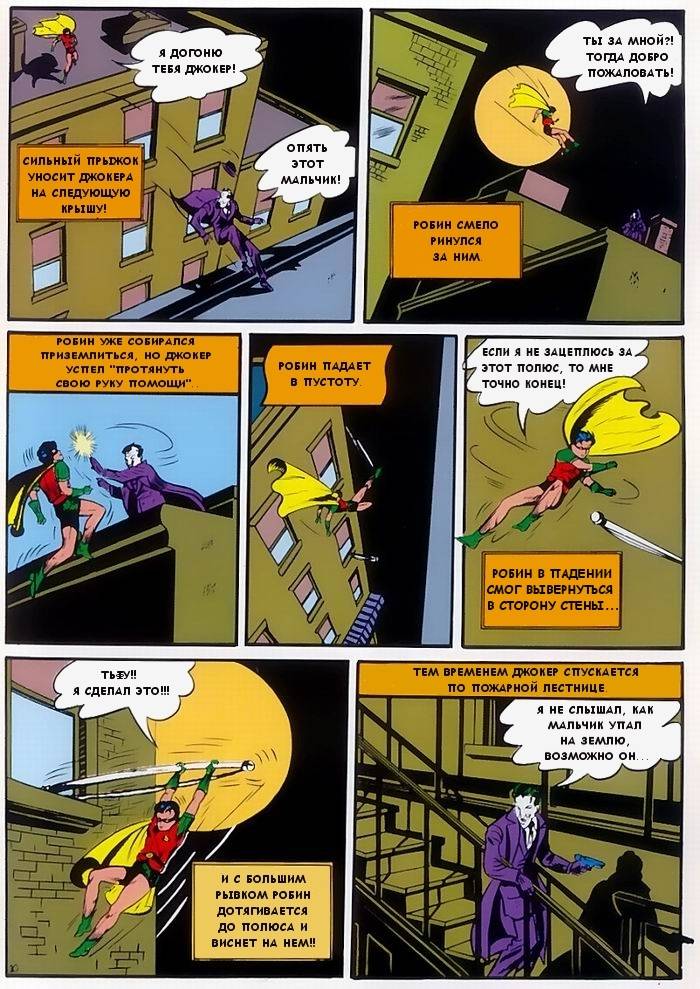 Я ДОГОНЮ
ТЕБЯ ДЖОКЕР!
СИЛЬНЫЙ ПРЫЖОК
УНОСИТ ДЖОКЕРА
НА СЛЕДУЮЩУЮ
КРЫШУ!
ОПЯТЬ
ЭТОТ
МАЛЬЧИК!
ТЫ ЗА МНОЙ?!
ТОГДА ДОБРО
ПОЖАЛОВАТЬ!
РОБИН СМЕЛО
РИНУЛСЯ
ЗА НИМ.
РОБИН УЖЕ СОБИРАЛСЯ
ПРИЗЕМЛИТЬСЯ, НО ДЖОКЕР
УСПЕЛ "ПРОТЯНУТЬ
СВОЮ РУКУ ПОМОЩИ"..
РОБИН ПАДАЕТ
В ПУСТОТУ.
ЕСЛИ Я НЕ ЗАЦЕПЛЮСЬ ЗА
ЭТОТ ПОЛЮС, ТО МНЕ
ТОЧНО КОНЕЦ!
РОБИН В ПАДЕНИИ
СМОГ ВЫВЕРНУТЬСЯ
В СТОРОНУ СТЕНЫ...
ТЬФУ!!
Я СДЕЛАЛ ЭТО!!!
И С БОЛЬШИМ
РЫВКОМ РОБИН
ДОТЯГИВАЕТСЯ
ДО ПОЛЮСА И
ВИСНЕТ НА НЕМ!!
ТЕМ ВРЕМЕНЕМ ДЖОКЕР СПУСКАЕТСЯ
ПО ПОЖАРНОЙ ЛЕСТНИЦЕ.
Я НЕ СЛЫШАЛ, КАК
МАЛЬЧИК УПАЛ
НА ЗЕМЛЮ,
ВОЗМОЖНО ОН...